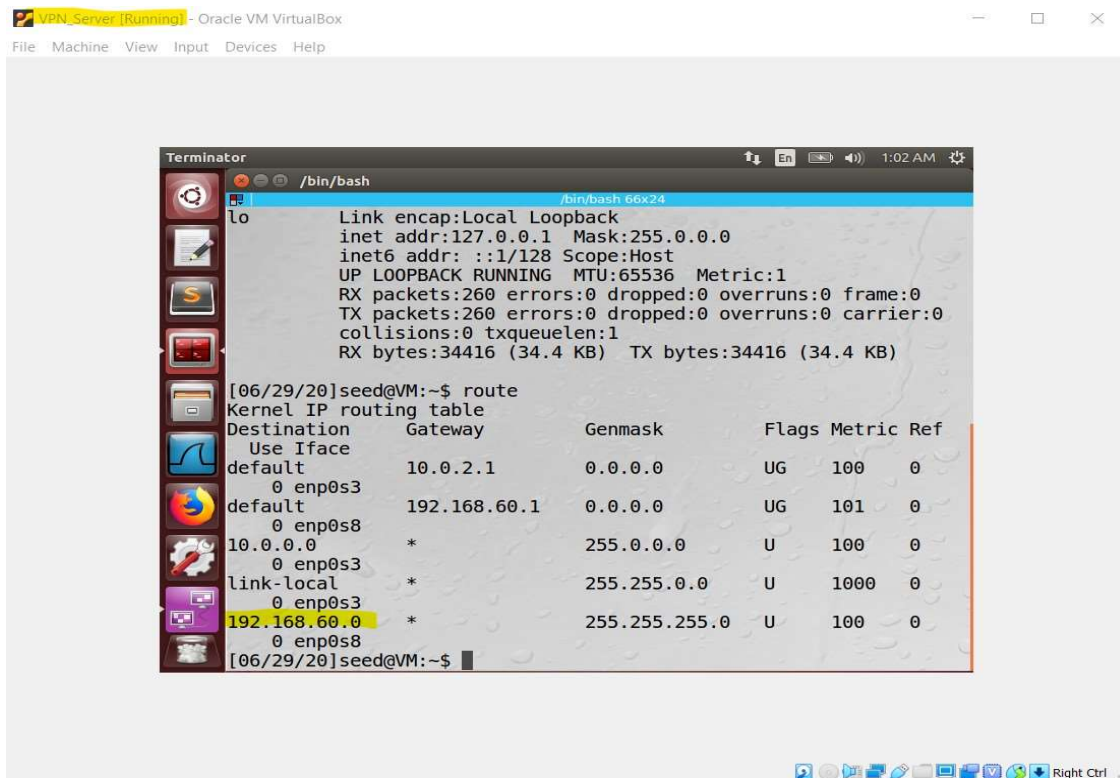 VPN_Server [Running] - Oracle VM VirtualBox
File Machine View Input Devices Help
Terminator En 1:02 AM
/bin/bash
/bin/bash 66x24
lo Link encap:Local Loopback
inet addr:127.0.0.1 Mask:255.0.0.0
inet6 addr: ::1/128 Scope:Host
UP LOOPBACK RUNNING MTU:65536 Metric:1
RX packets:260 errors:0 dropped:0 overruns:0 frame:0
TX packets:260 errors:0 dropped:0 overruns:0 carrier:0
collisions:0 txqueuelen:1
RX bytes:34416 (34.4 KB) TX bytes:34416 (34.4 KB)
[06/29/20]seed@VM:~$ route
Kernel IP routing table
Destination Gateway Genmask Flags Metric Ref
Use Iface
default 10.0.2.1 0.0.0.0 UG 100 0
0 enp0s3
default 192.168.60.1 0.0.0.0 UG 101 0
0 enp0s8
10.0.0.0 * 255.0.0.0 U 100 0
0 enp0s3
link-local * 255.255.0.0 U 1000 0
0 enp0s3
192.168.60.0 * 255.255.255.0 U 100 0
0 enp0s8
[06/29/20]seed@VM:~$
Right Ctrl